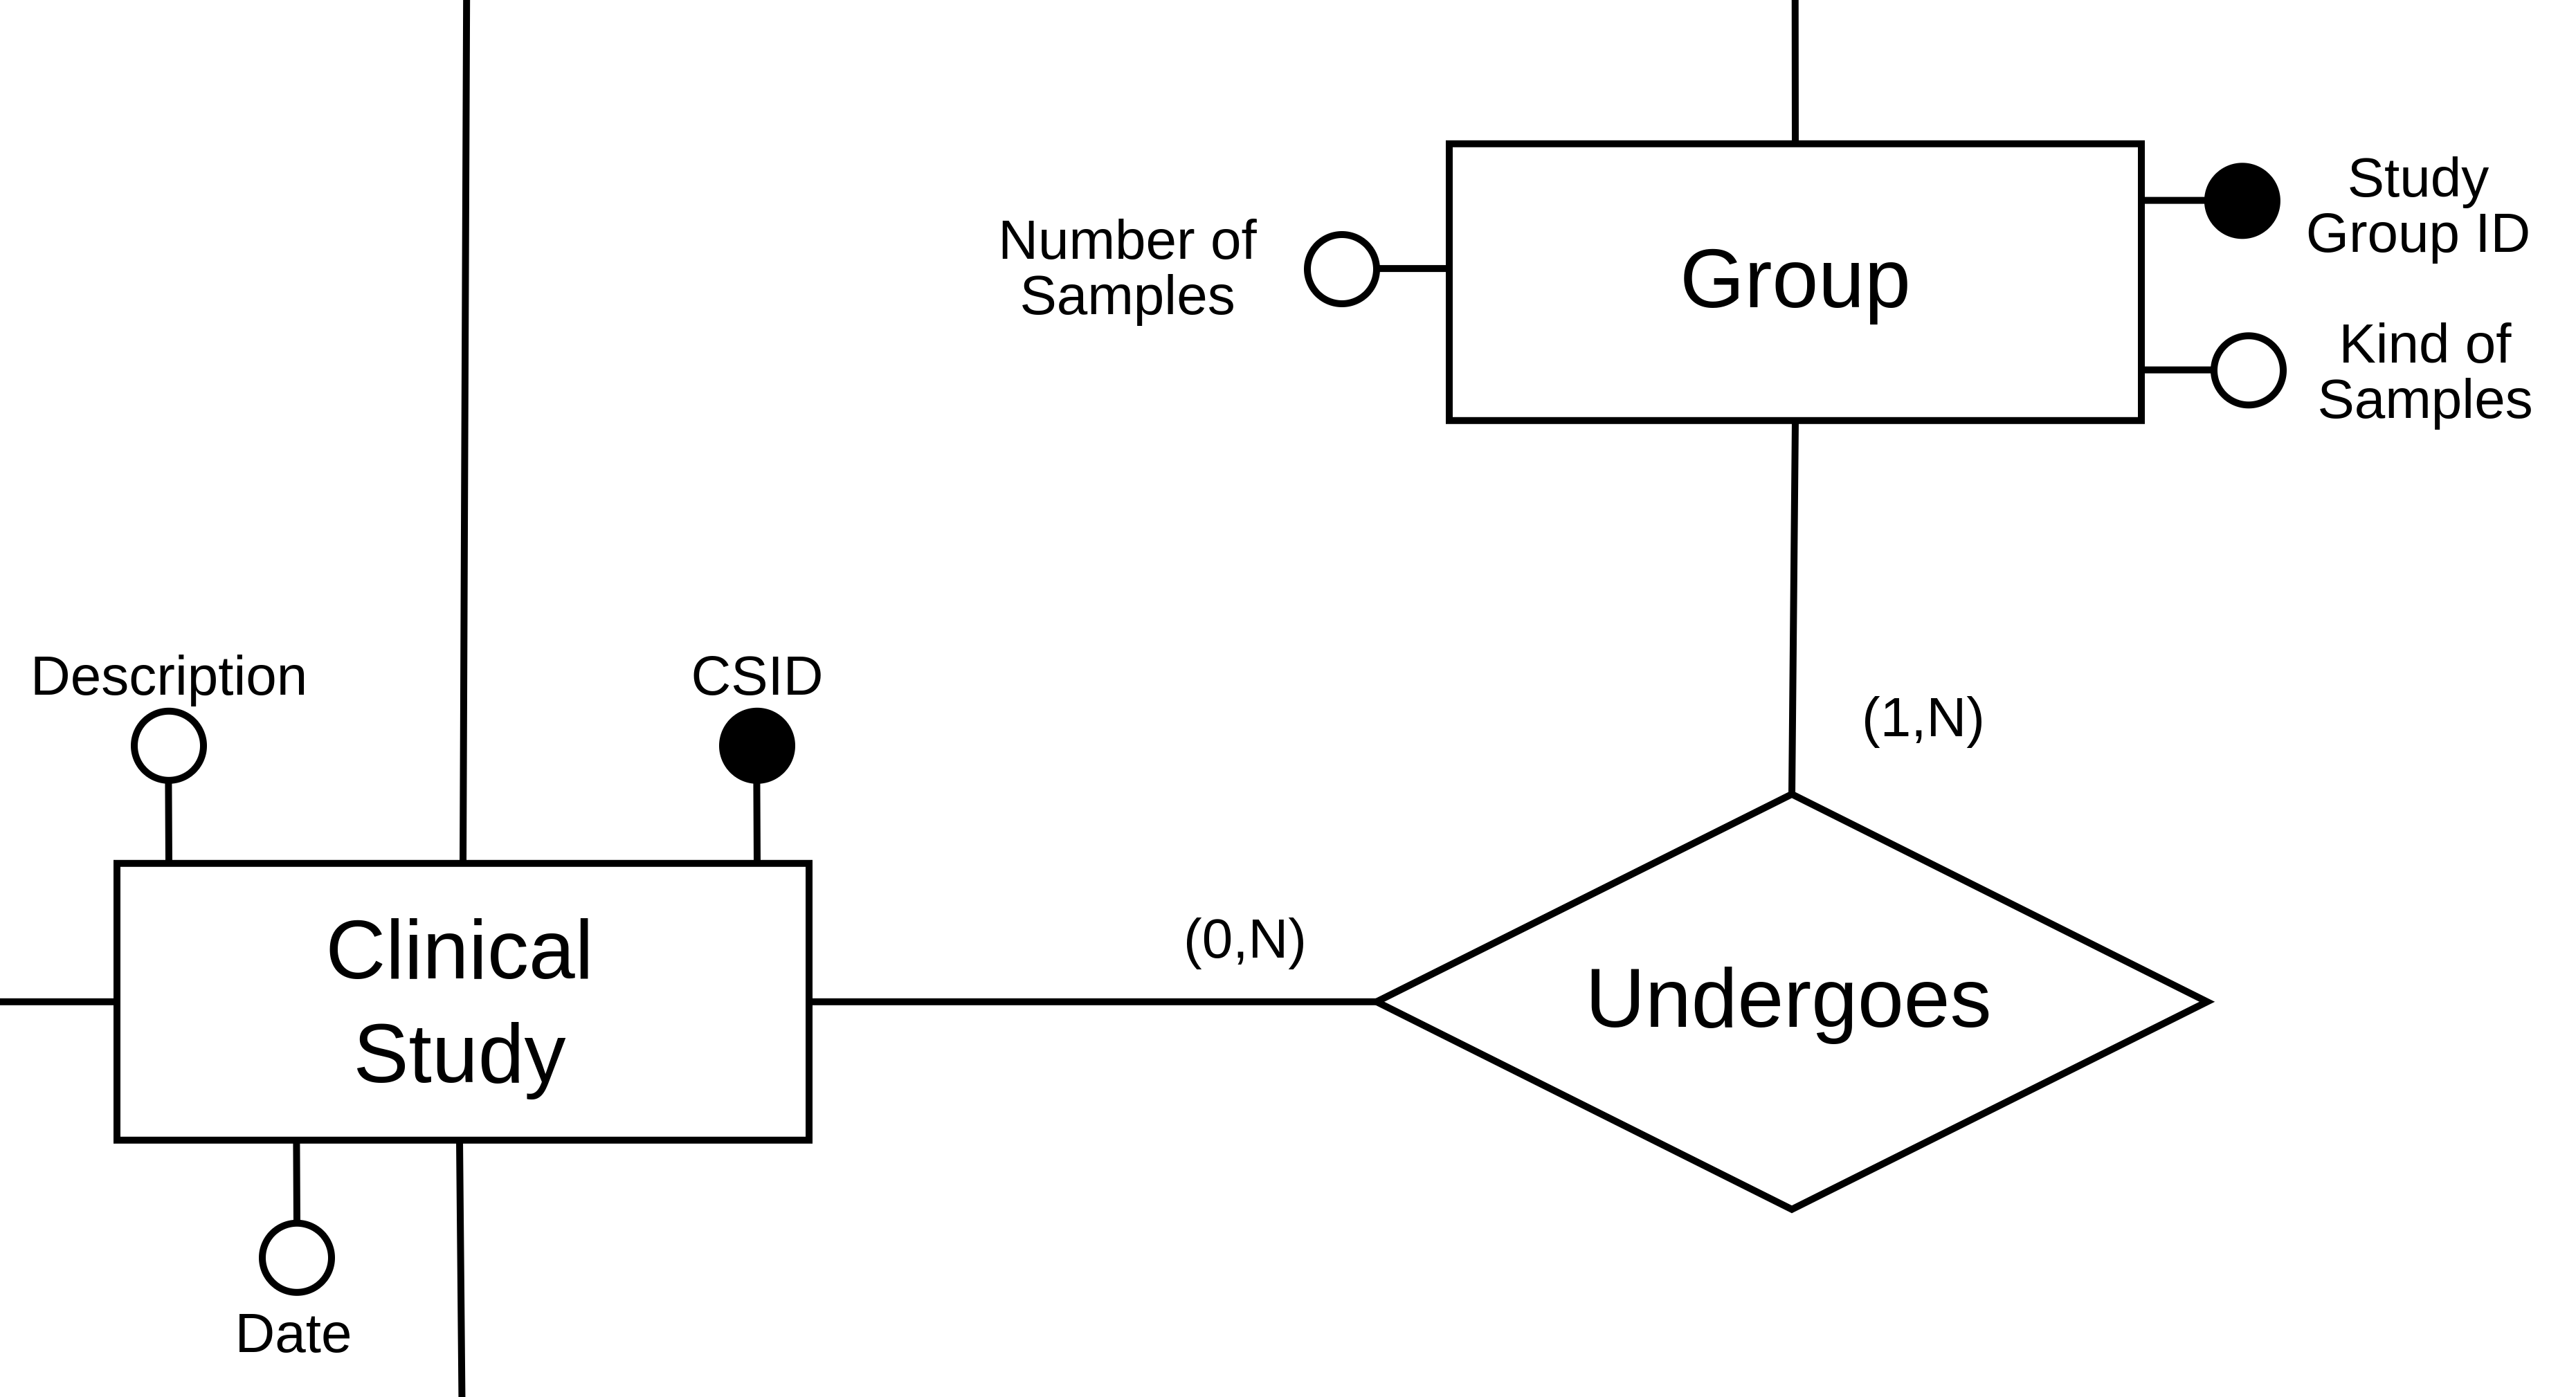 Study
Group ID
Number of
Samples
Group
Kind of
Samples
Description
CSID
(1,N)
Clinical
Study
(0,N)
Undergoes
Date